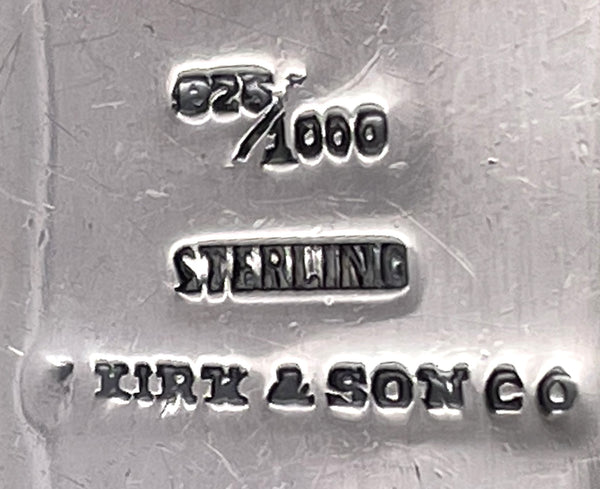 925/1000
STERLING
KIRK & SON CO